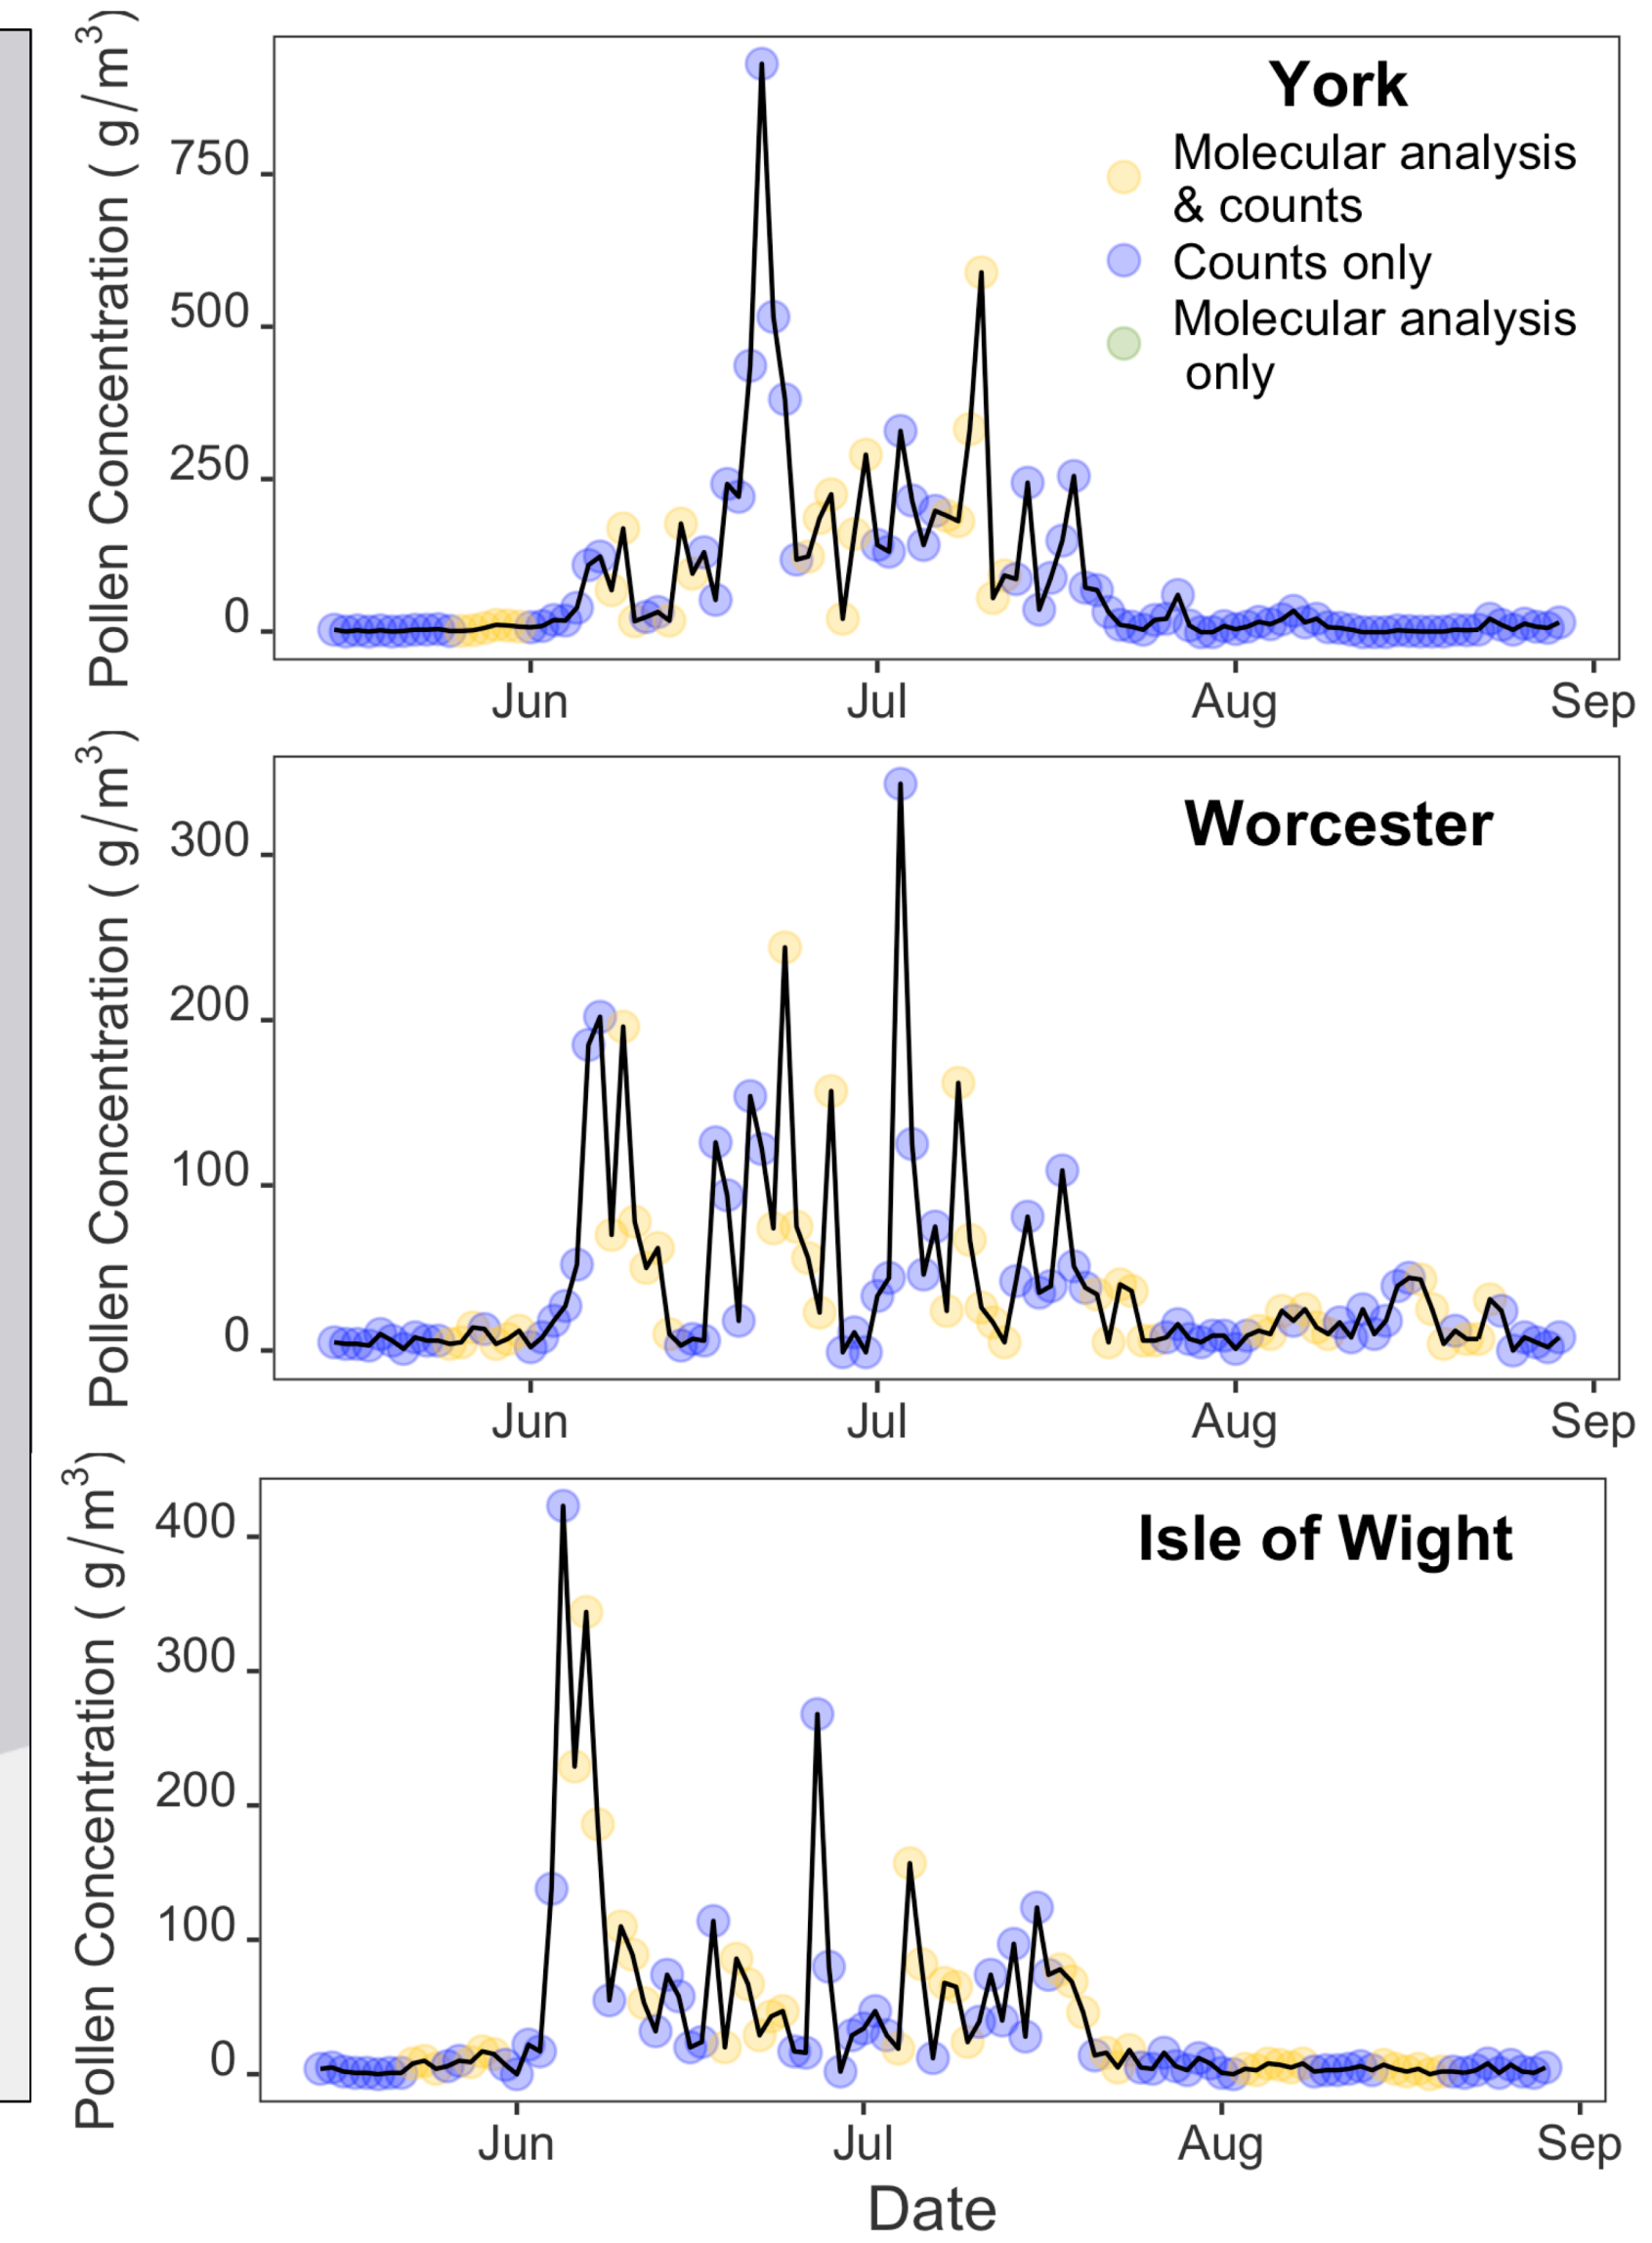 York
Molecular analysis
& counts
Counts only
Molecular analysis
only
Pollen Concentration ( g/m³)
750
500
250
0
Jun Jul Aug Sep
Worcester
Pollen Concentration ( g/m³)
300
200
100
0
Jun Jul Aug Sep
Isle of Wight
Pollen Concentration ( g/m³)
400
300
200
100
0
Jun Jul Aug Sep
Date